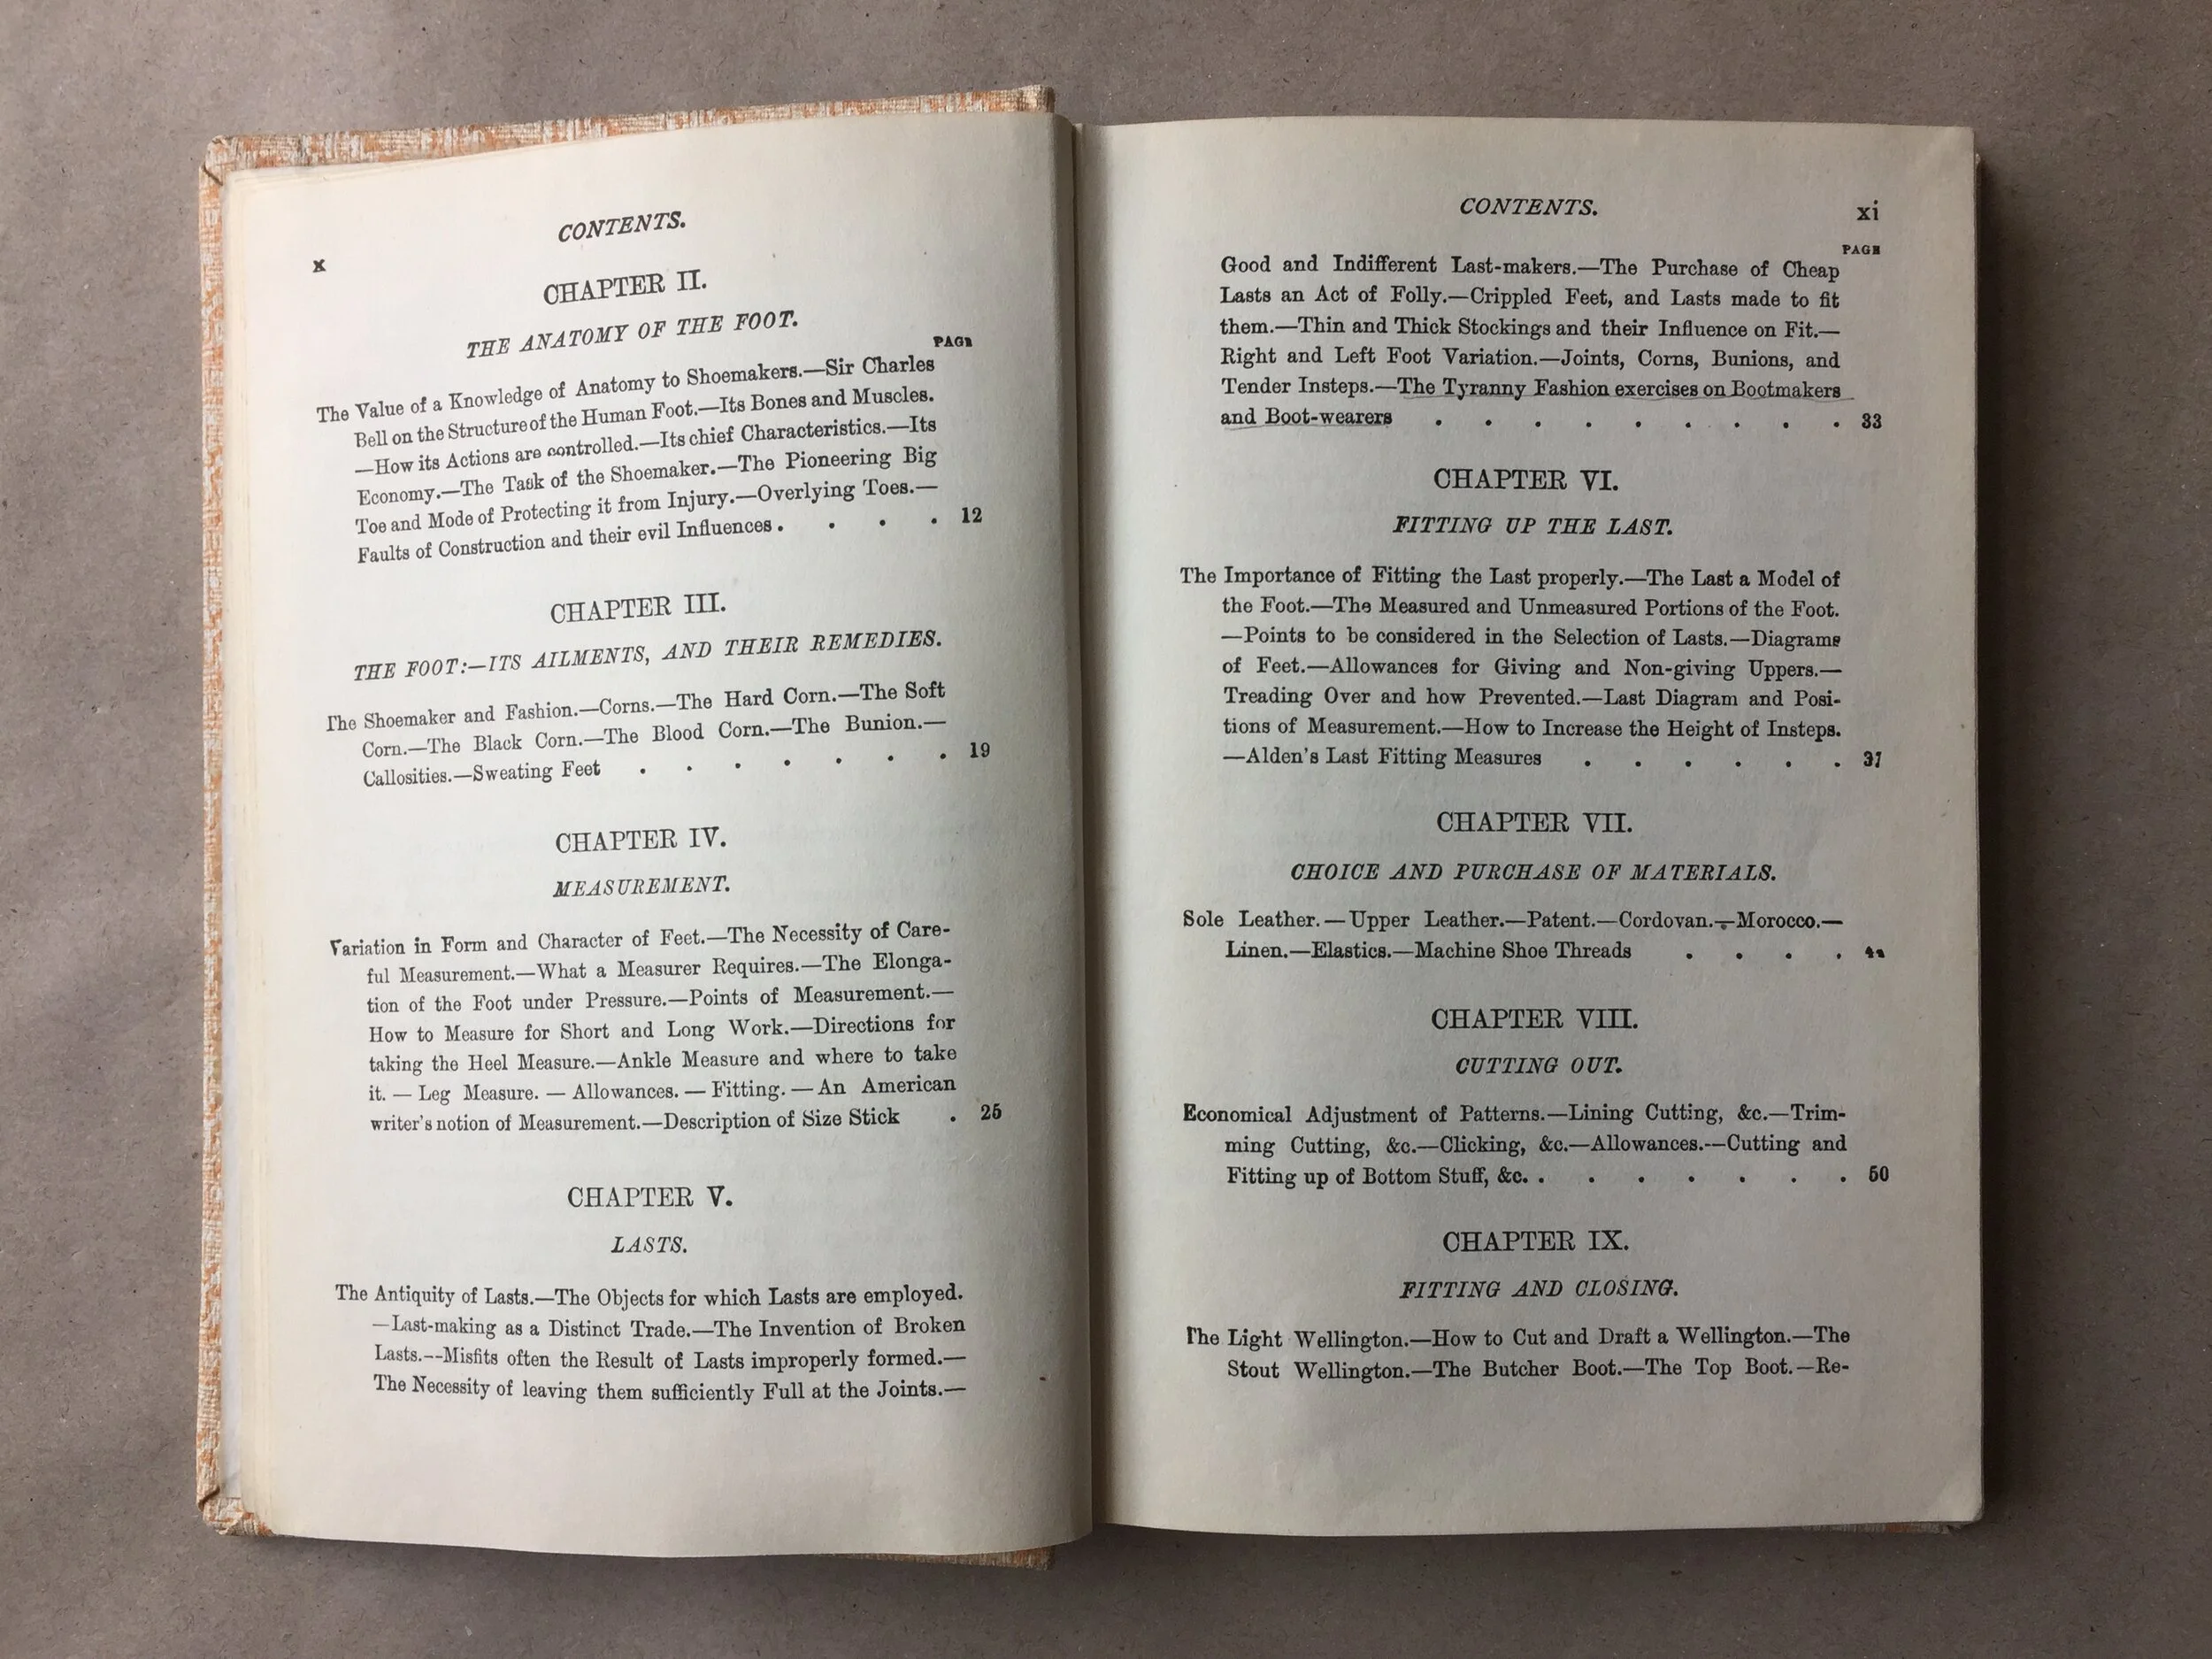 CONTENTS.
x
CHAPTER II.
THE ANATOMY OF THE FOOT.
PAGE
The Value of a Knowledge of Anatomy to Shoemakers.—Sir Charles
Bell on the Structure of the Human Foot.—Its Bones and Muscles.
—How its Actions are controlled.—Its chief Characteristics.—Its
Economy.—The Task of the Shoemaker.—The Pioneering Big
Toe and Mode of Protecting it from Injury.—Overlying Toes.—
Faults of Construction and their evil Influences . . . . 12
CHAPTER III.
THE FOOT:—ITS AILMENTS, AND THEIR REMEDIES.
The Shoemaker and Fashion.—Corns.—The Hard Corn.—The Soft
Corn.—The Black Corn.—The Blood Corn.—The Bunion.—
Callosities.—Sweating Feet . . . . . . . 19
CHAPTER IV.
MEASUREMENT.
Variation in Form and Character of Feet.—The Necessity of Care-
ful Measurement.—What a Measurer Requires.—The Elonga-
tion of the Foot under Pressure.—Points of Measurement.—
How to Measure for Short and Long Work.—Directions for
taking the Heel Measure.—Ankle Measure and where to take
it. — Leg Measure. — Allowances. — Fitting. — An American
writer's notion of Measurement.—Description of Size Stick . 25
CHAPTER V.
LASTS.
The Antiquity of Lasts.—The Objects for which Lasts are employed.
—Last-making as a Distinct Trade.—The Invention of Broken
Lasts.--Misfits often the Result of Lasts improperly formed.—
The Necessity of leaving them sufficiently Full at the Joints.—
CONTENTS. xi
PAGE
Good and Indifferent Last-makers.—The Purchase of Cheap
Lasts an Act of Folly.—Crippled Feet, and Lasts made to fit
them.—Thin and Thick Stockings and their Influence on Fit.—
Right and Left Foot Variation.—Joints, Corns, Bunions, and
Tender Insteps.—The Tyranny Fashion exercises on Bootmakers
and Boot-wearers . . . . . . . . . 33
CHAPTER VI.
FITTING UP THE LAST.
The Importance of Fitting the Last properly.—The Last a Model of
the Foot.—The Measured and Unmeasured Portions of the Foot.
—Points to be considered in the Selection of Lasts.—Diagrams
of Feet.—Allowances for Giving and Non-giving Uppers.—
Treading Over and how Prevented.—Last Diagram and Posi-
tions of Measurement.—How to Increase the Height of Insteps.
—Alden's Last Fitting Measures . . . . . . 37
CHAPTER VII.
CHOICE AND PURCHASE OF MATERIALS.
Sole Leather. — Upper Leather.—Patent.—Cordovan.—Morocco.—
Linen.—Elastics.—Machine Shoe Threads . . . .
CHAPTER VIII.
CUTTING OUT.
Economical Adjustment of Patterns.—Lining Cutting, &c.—Trim-
ming Cutting, &c.—Clicking, &c.—Allowances.—Cutting and
Fitting up of Bottom Stuff, &c. . . . . . . . 50
CHAPTER IX.
FITTING AND CLOSING.
The Light Wellington.—How to Cut and Draft a Wellington.—The
Stout Wellington.—The Butcher Boot.—The Top Boot.—Re-